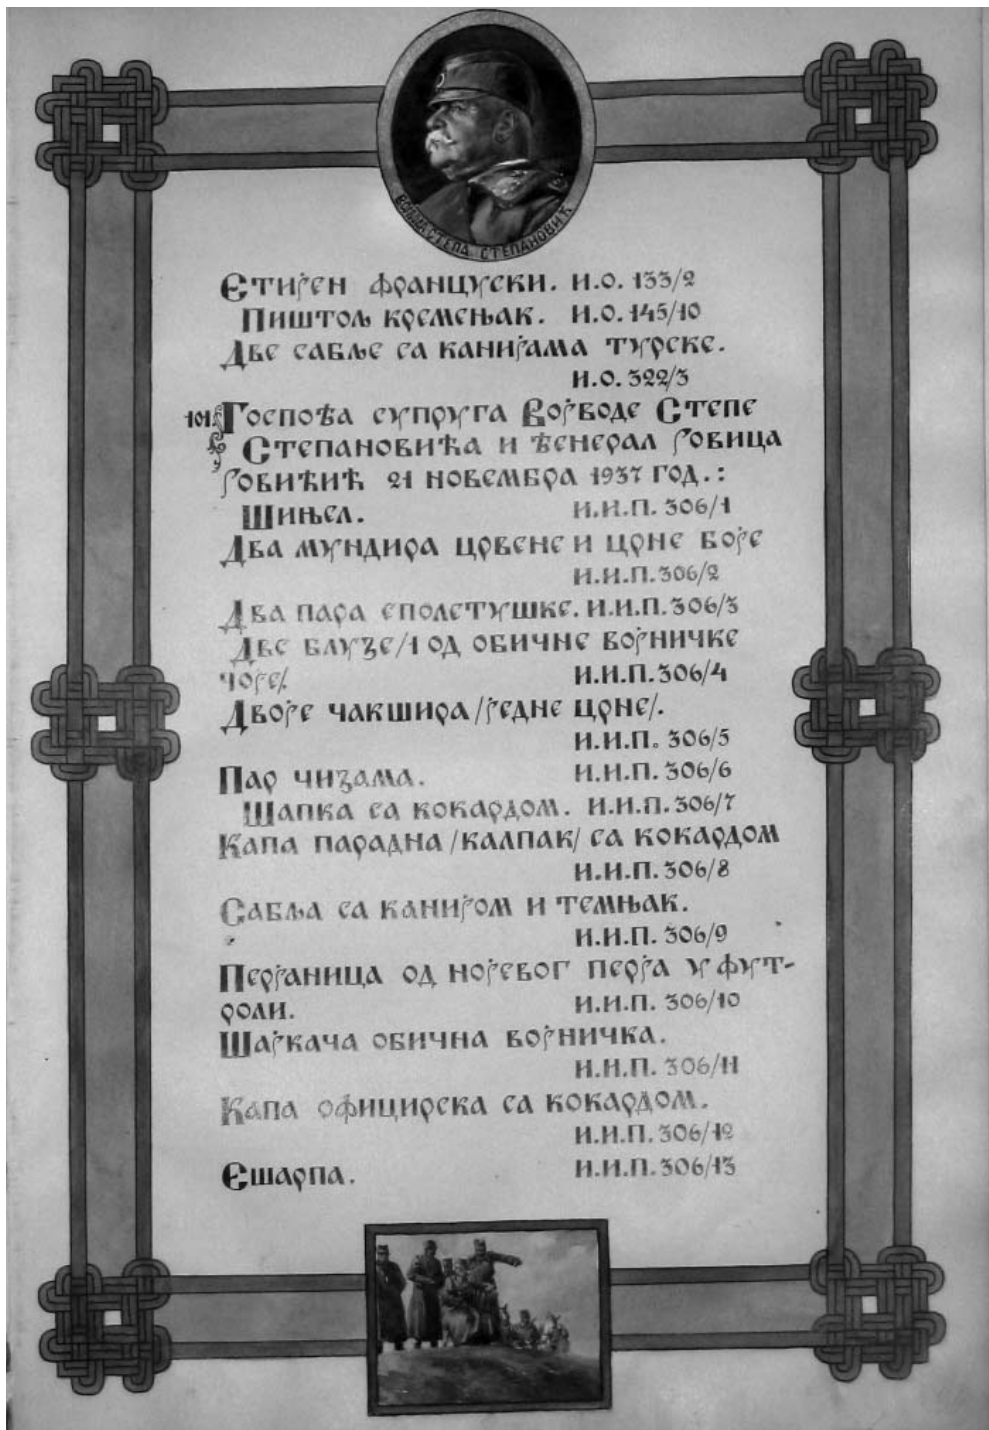 ВОЈВОДА СТЕПА СТЕПАНОВИЋ
Етијен француски. И.О. 133/2
Пиштољ кремењак. И.О. 145/10
Две сабље са канијама турске.
И.О. 322/3
101 Госпођа супруга Војводе Степе
Степановића и ђенерал Јовица
Јовичић 21 новембра 1937 год.:
Шињел. И.И.П. 306/1
Два мундира црвене и црне боје
И.И.П. 306/2
Два пара еполетушке. И.И.П. 306/3
Две блузе/1 од обичне војничке
чоје/. И.И.П. 306/4
Двоје чакшира/једне црне/.
И.И.П. 306/5
Пар чизама. И.И.П. 306/6
Шапка са кокардом. И.И.П. 306/7
Капа парадна /калпак/ са кокардом
И.И.П. 306/8
Сабља са канијом и темњак.
И.И.П. 306/9
Перјаница од нојевог перја у фут-
роли. И.И.П. 306/10
Шајкача обична војничка.
И.И.П. 306/11
Капа официрска са кокардом.
И.И.П. 306/12
Ешарпа. И.И.П. 306/13